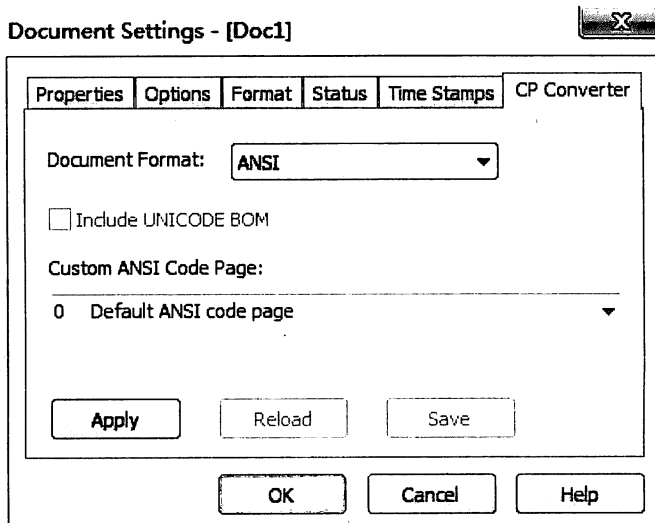 Document Settings - [Doc1]
Properties Options Format Status Time Stamps CP Converter
Document Format: ANSI
Include UNICODE BOM
Custom ANSI Code Page:
0 Default ANSI code page
Apply Reload Save
OK Cancel Help